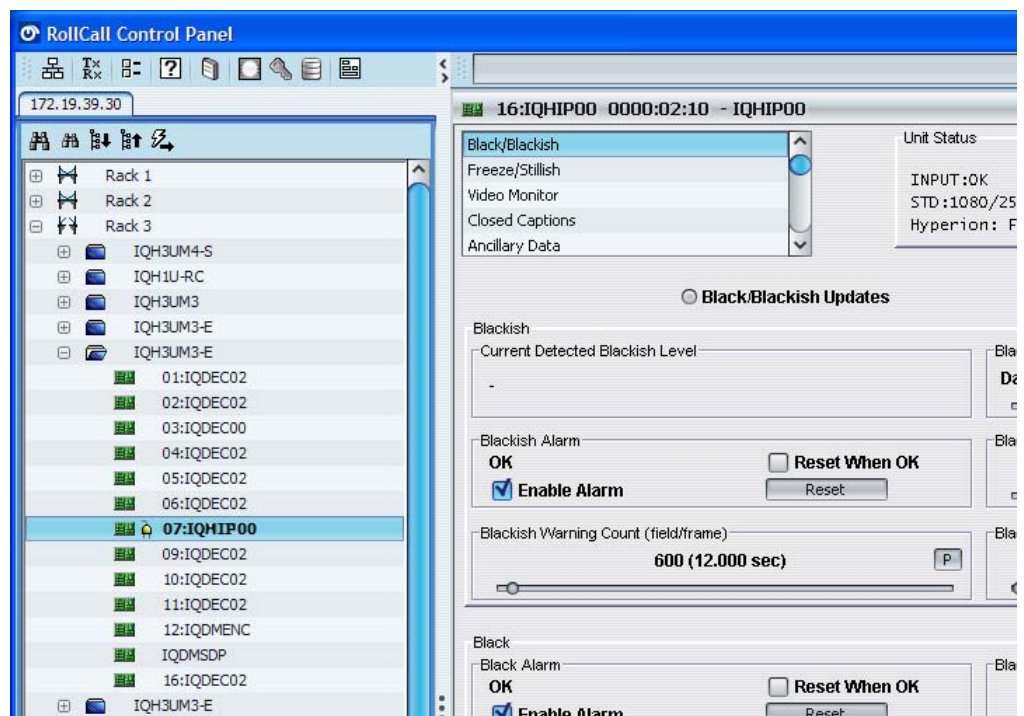 RollCall Control Panel
Tx
Rx
?
172.19.39.30
Rack 1
Rack 2
Rack 3
IQH3UM4-S
IQH1U-RC
IQH3UM3
IQH3UM3-E
IQH3UM3-E
01:IQDEC02
02:IQDEC02
03:IQDEC00
04:IQDEC02
05:IQDEC02
06:IQDEC02
07:IQHIP00
09:IQDEC02
10:IQDEC02
11:IQDEC02
12:IQDMENC
IQDMSDP
16:IQDEC02
IQH3UM3-E
16:IQHIP00 0000:02:10 - IQHIP00
Black/Blackish
Freeze/Stillish
Video Monitor
Closed Captions
Ancillary Data
Unit Status
INPUT:OK
STD:1080/25
Hyperion: F
Black/Blackish Updates
Blackish
Current Detected Blackish Level
-
Bla
Da
Blackish Alarm
OK
Reset When OK
Enable Alarm
Reset
Bla
Blackish Warning Count (field/frame)
600 (12.000 sec)
P
Bla
Black
Black Alarm
OK
Reset When OK
Enable Alarm
Reset
Bla